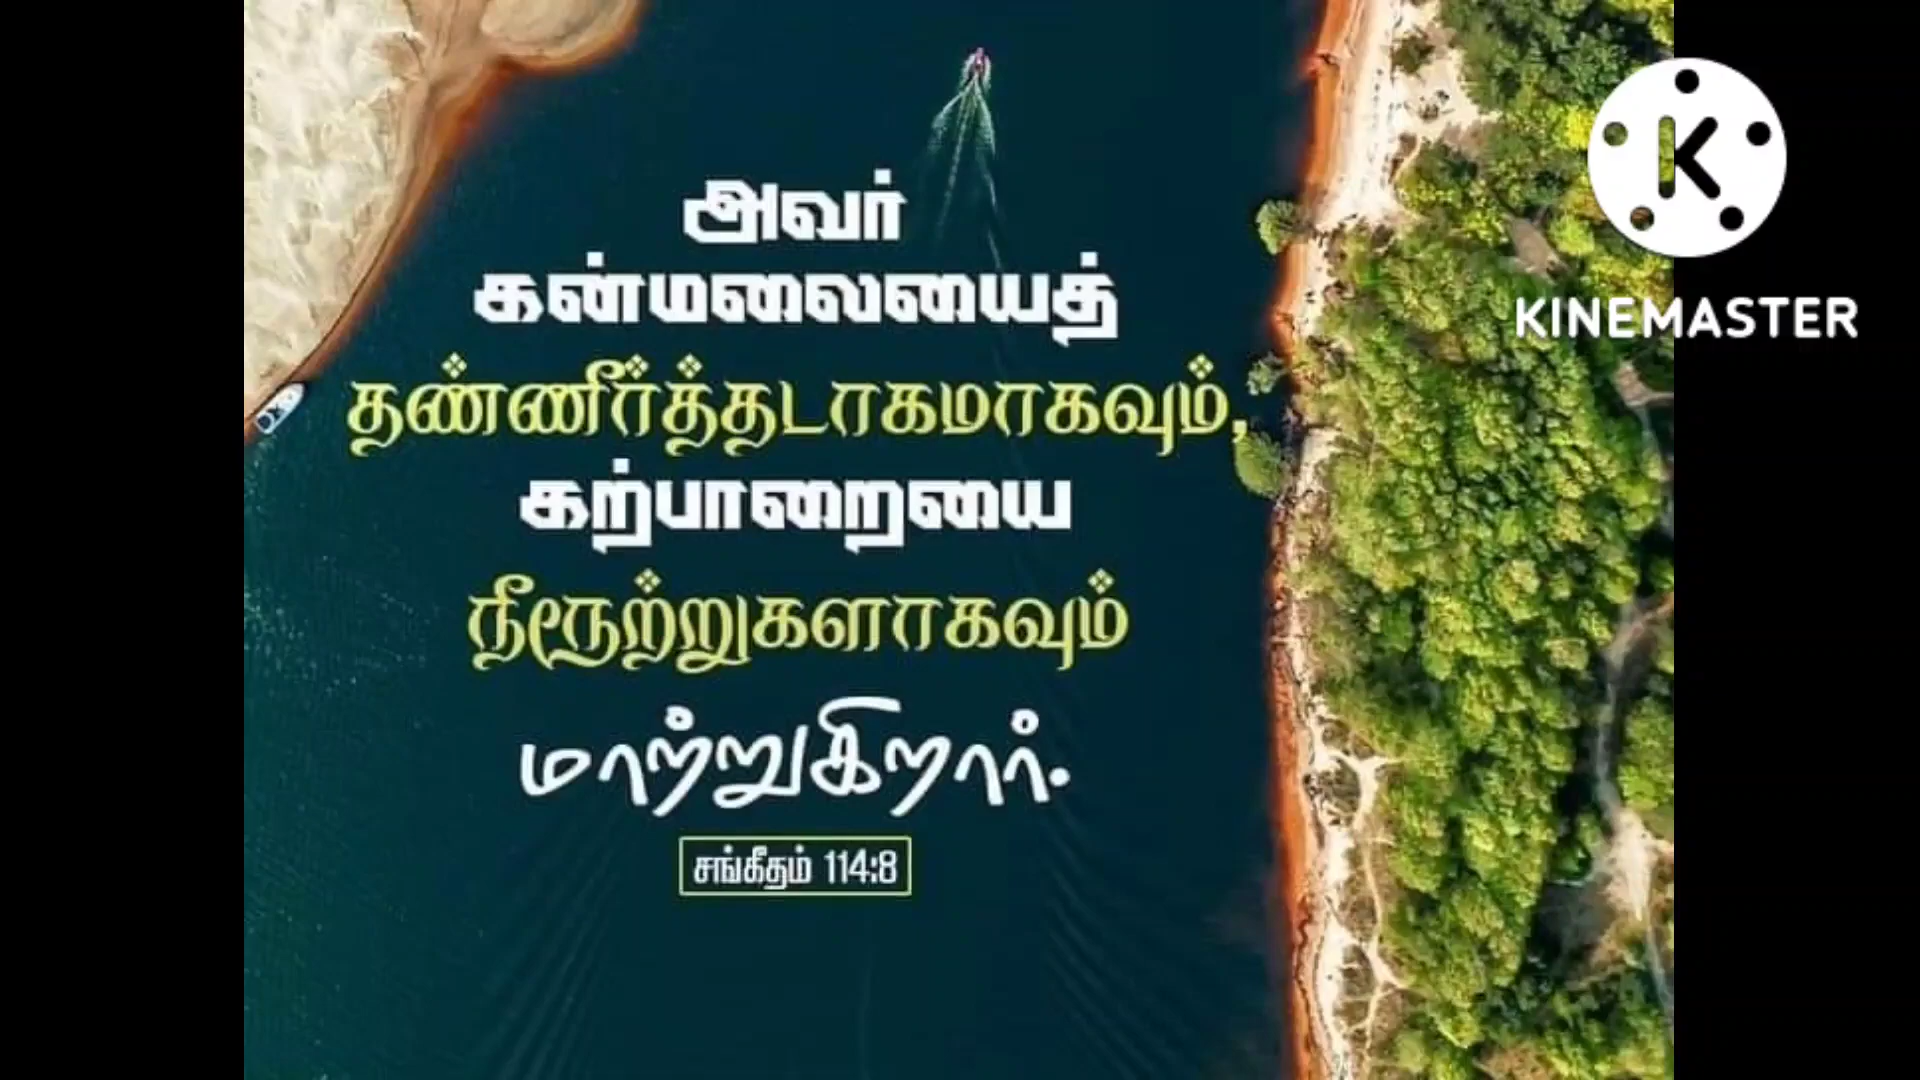 அவர்
கன்மலையைத்
தண்ணீர்த்தடாகமாகவும்,
கற்பாறையை
நீரூற்றுகளாகவும்
மாற்றுகிறார்.
சங்கீதம் 114:8
K
KINEMASTER